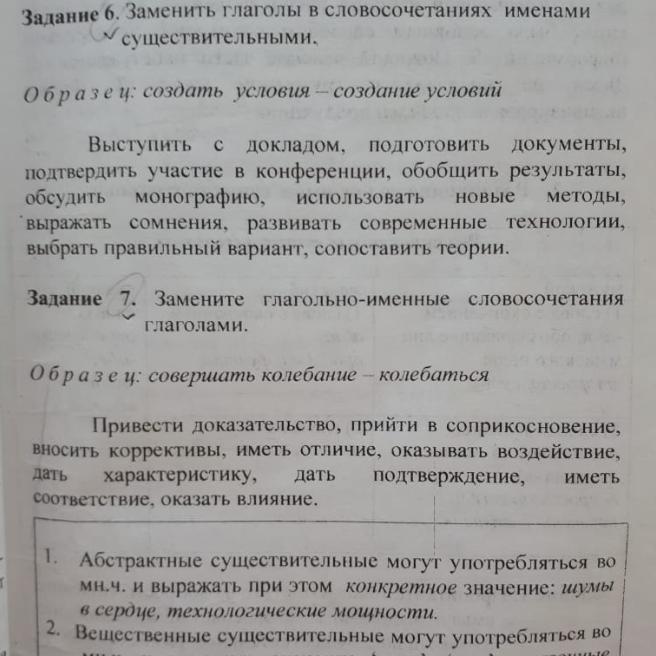 Задание 6. Заменить глаголы в словосочетаниях именами
существительными.
Образец: создать условия – создание условий
Выступить с докладом, подготовить документы,
подтвердить участие в конференции, обобщить результаты,
обсудить монографию, использовать новые методы,
выражать сомнения, развивать современные технологии,
выбрать правильный вариант, сопоставить теории.
Задание 7. Замените глагольно-именные словосочетания
глаголами.
Образец: совершать колебание – колебаться
Привести доказательство, прийти в соприкосновение,
вносить коррективы, иметь отличие, оказывать воздействие,
дать характеристику, дать подтверждение, иметь
соответствие, оказать влияние.
1. Абстрактные существительные могут употребляться во
мн.ч. и выражать при этом конкретное значение: шумы
в сердце, технологические мощности.
2. Вещественные существительные могут употребляться во